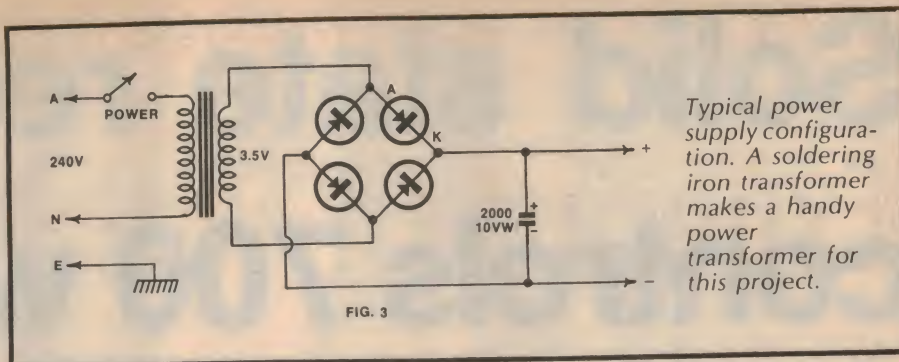 A
POWER
240V
N
E
3.5V
A
K
+
2000
10VW
+
-
-
FIG. 3
Typical power
supply configura-
tion. A soldering
iron transformer
makes a handy
power
transformer for
this project.